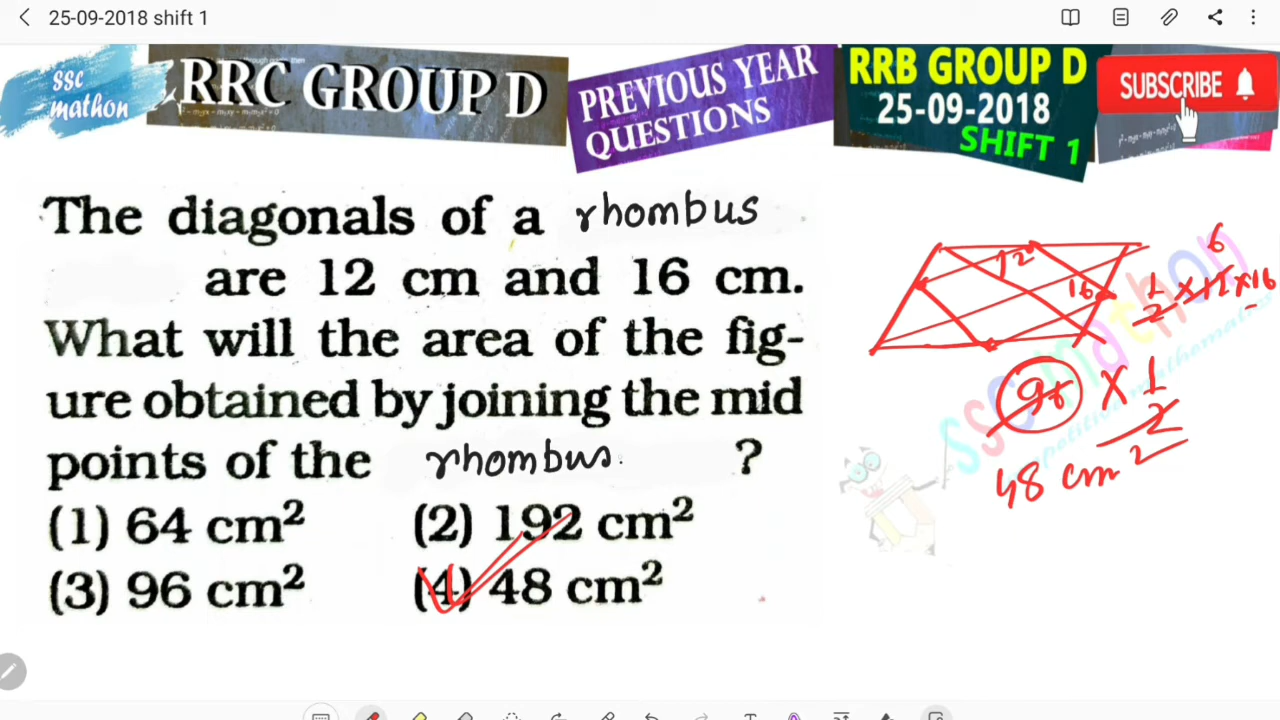 25-09-2018 shift 1
ssc
mathon
RRC GROUP D
PREVIOUS YEAR
QUESTIONS
RRB GROUP D
25-09-2018
SHIFT 1
SUBSCRIBE
The diagonals of a rhombus
are 12 cm and 16 cm.
What will the area of the fig-
ure obtained by joining the mid
points of the rhombus. ?
(1) 64 cm² (2) 192 cm²
(3) 96 cm² (4) 48 cm²
12
16
6
1/2 × 12 × 16
96 × 1/2
48 cm²
ssc mathon